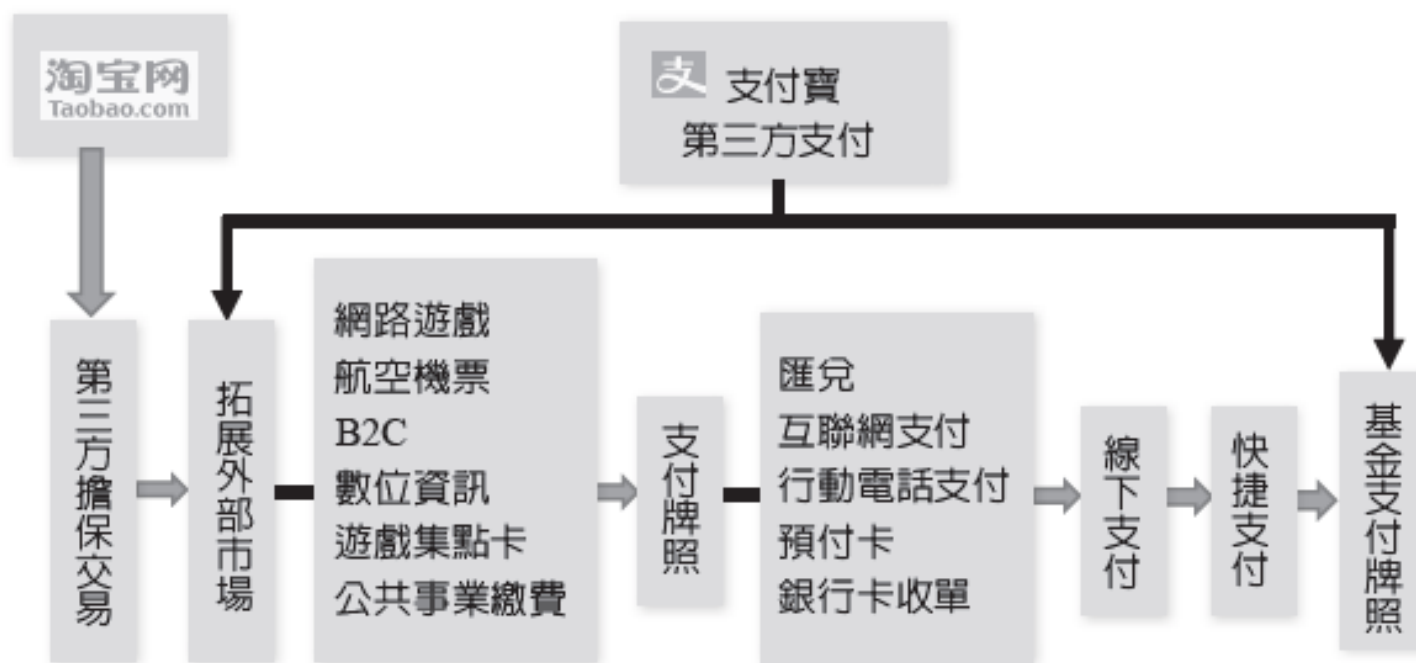 淘宝网
Taobao.com
支 支付寶
第三方支付
第三方擔保交易
拓展外部市場
網路遊戲
航空機票
B2C
數位資訊
遊戲集點卡
公共事業繳費
支付牌照
匯兌
互聯網支付
行動電話支付
預付卡
銀行卡收單
線下支付
快捷支付
基金支付牌照